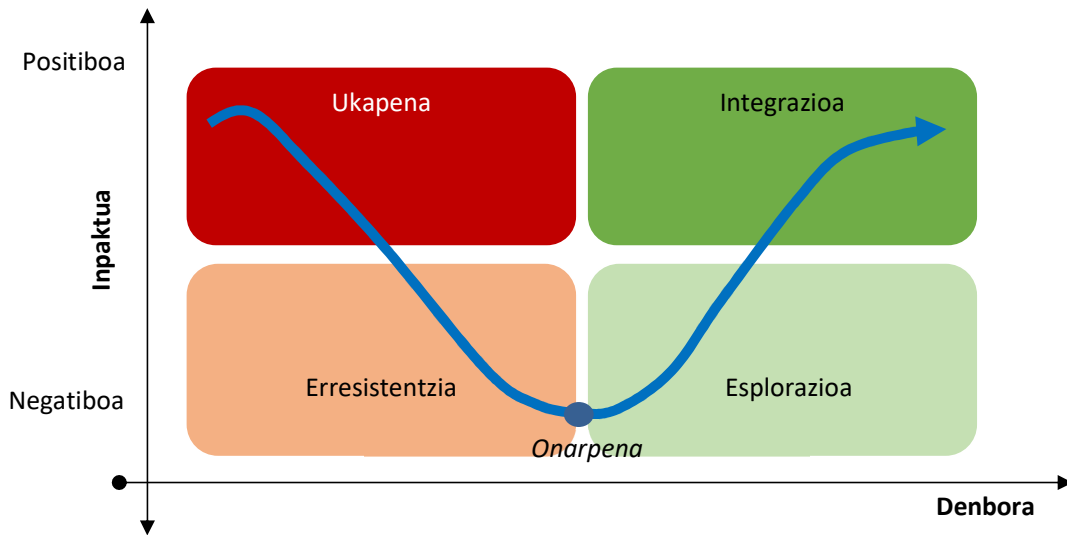 Positiboa
Ukapena
Integrazioa
Inpaktua
Erresistentzia
Esplorazioa
Negatiboa
Onarpena
Denbora